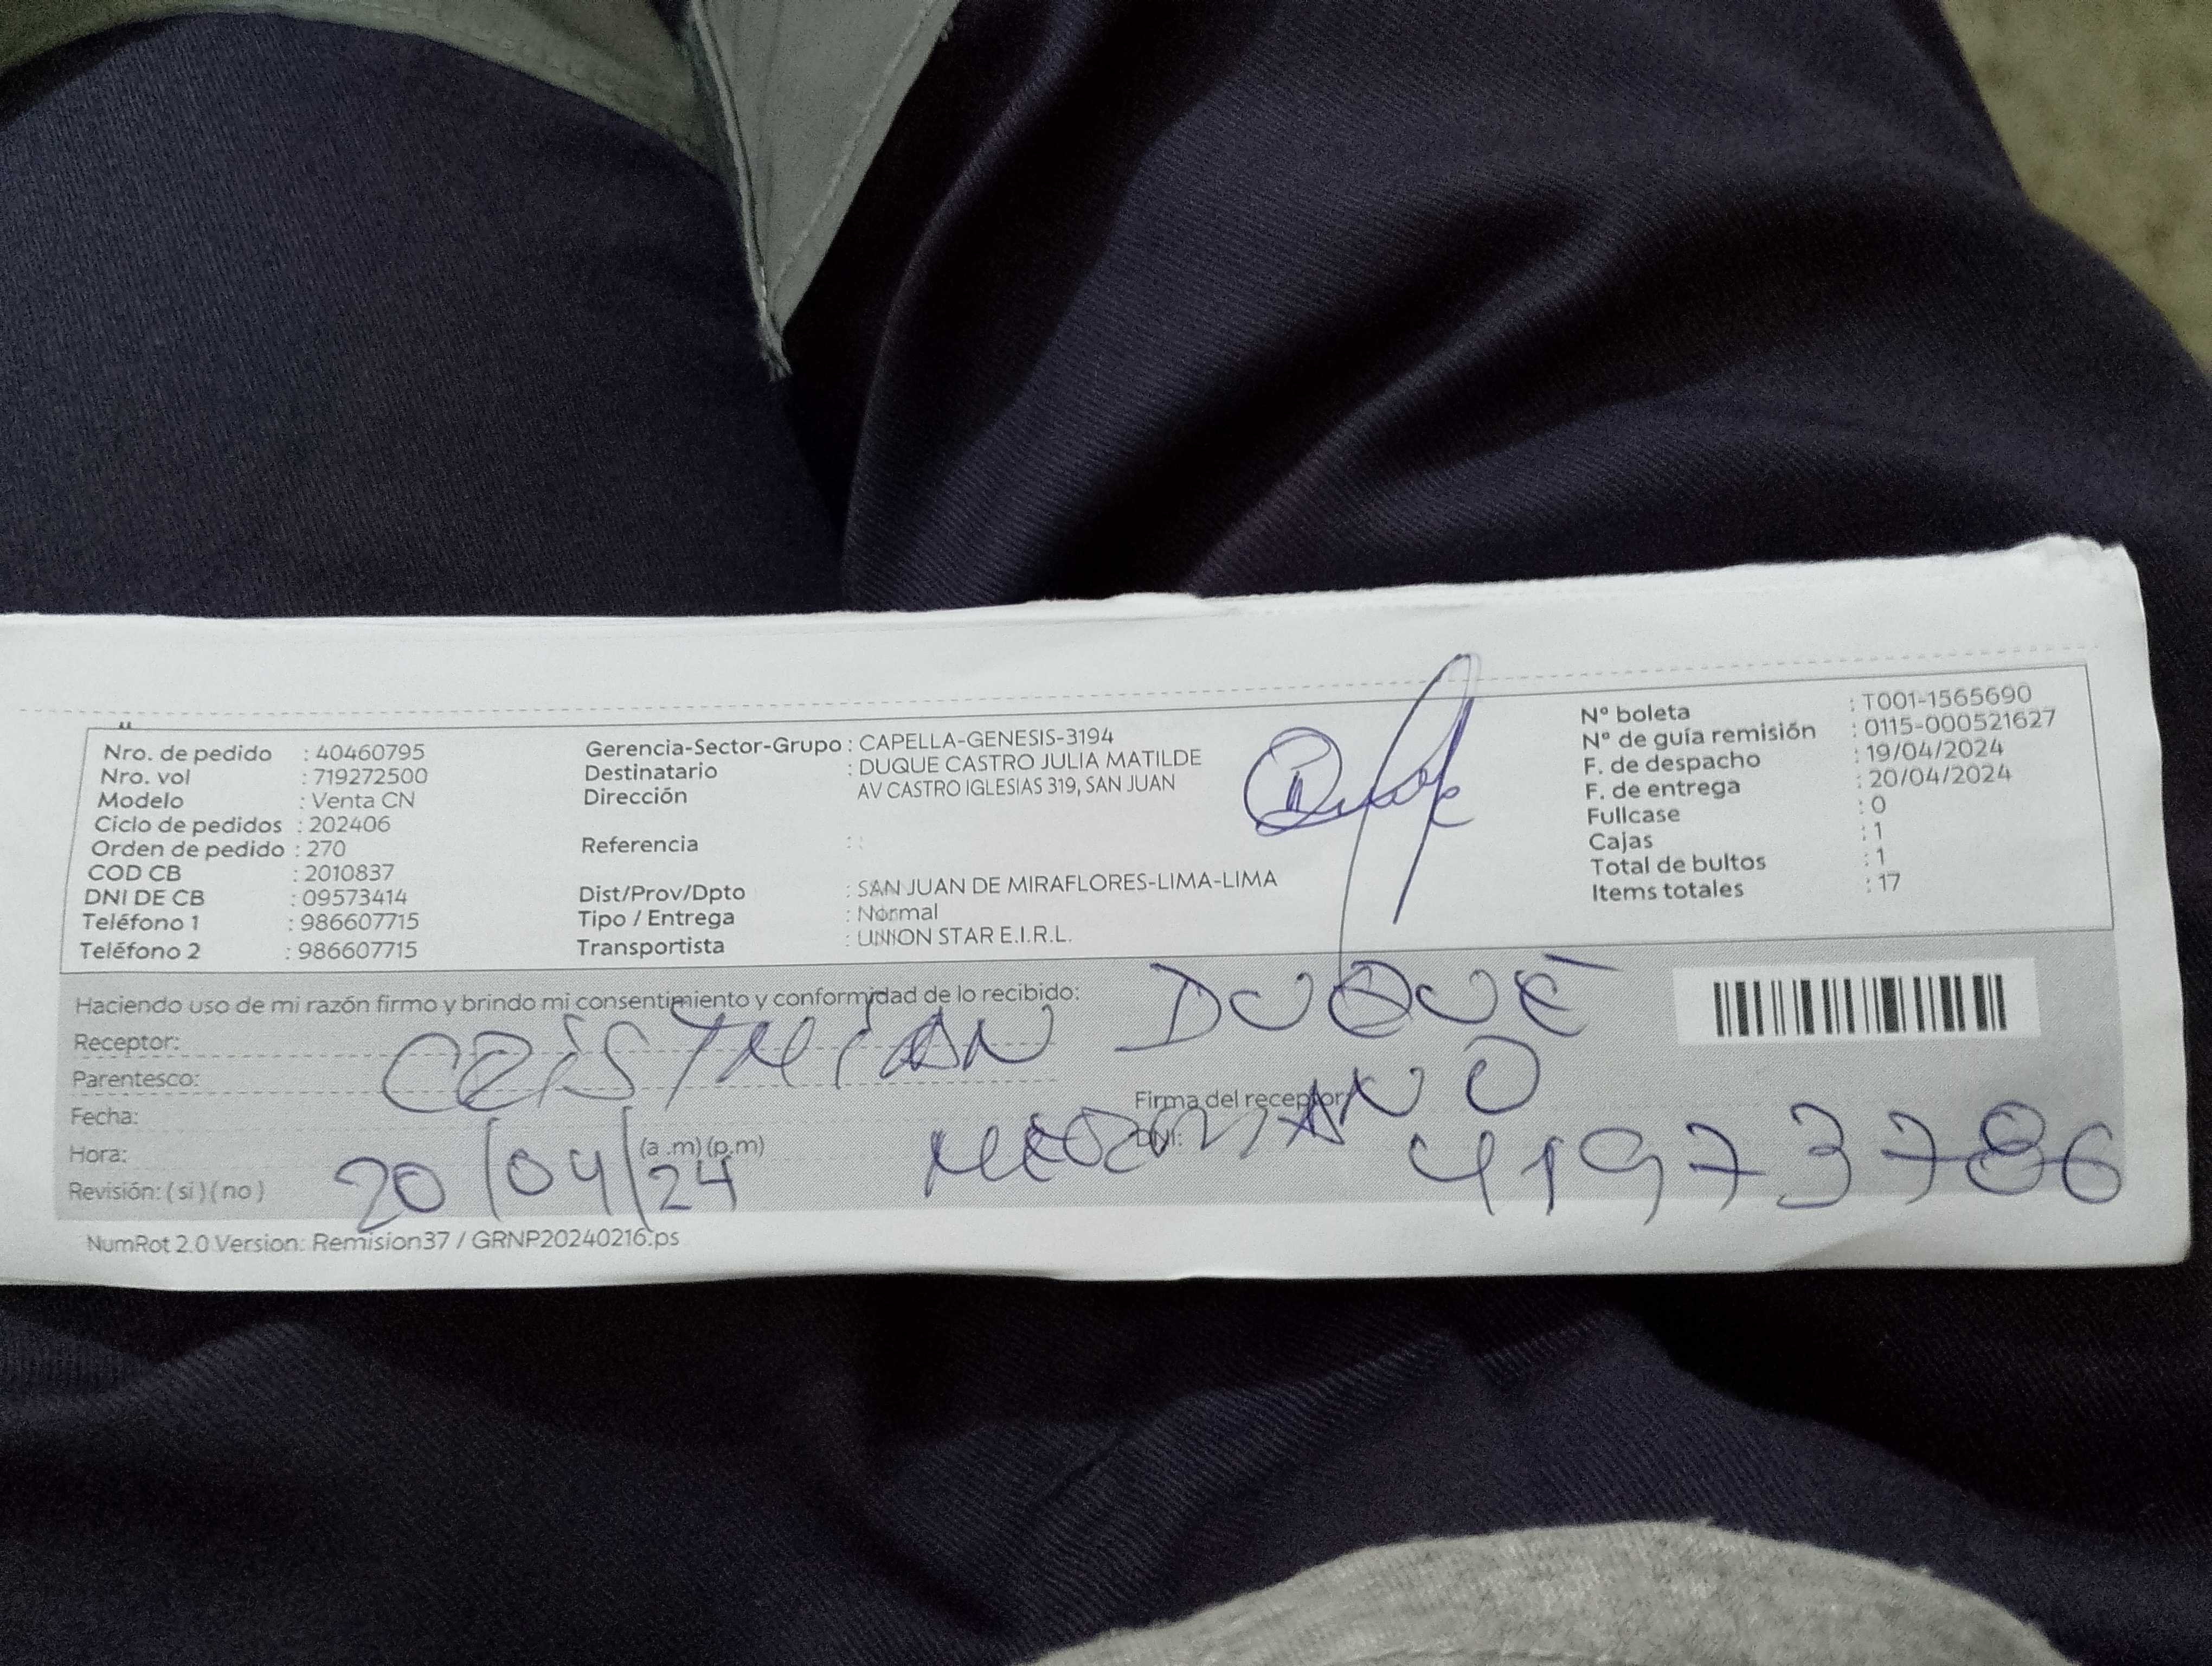 Nro. de pedido : 40460795
Nro. vol : 719272500
Modelo : Venta CN
Ciclo de pedidos : 202406
Orden de pedido : 270
COD CB : 2010837
DNI DE CB : 09573414
Teléfono 1 : 986607715
Teléfono 2 : 986607715
Gerencia-Sector-Grupo : CAPELLA-GENESIS-3194
Destinatario : DUQUE CASTRO JULIA MATILDE
Dirección AV CASTRO IGLESIAS 319, SAN JUAN
Referencia :
Dist/Prov/Dpto : SAN JUAN DE MIRAFLORES-LIMA-LIMA
Tipo / Entrega : Normal
Transportista : UNION STAR E.I.R.L.
N° boleta : T001-1565690
N° de guía remisión : 0115-000521627
F. de despacho : 19/04/2024
F. de entrega : 20/04/2024
Fullcase : 0
Cajas : 1
Total de bultos : 1
Items totales : 17
Haciendo uso de mi razón firmo y brindo mi consentimiento y conformidad de lo recibido:
Receptor: CRISTHIAN DUQUE
Parentesco:
Firma del receptor
Fecha:
DNI: 41973786
Hora: (a .m) (p.m)
20/04/24
Revisión: ( si ) ( no )
NumRot 2.0 Version: Remision37 / GRNP20240216.ps